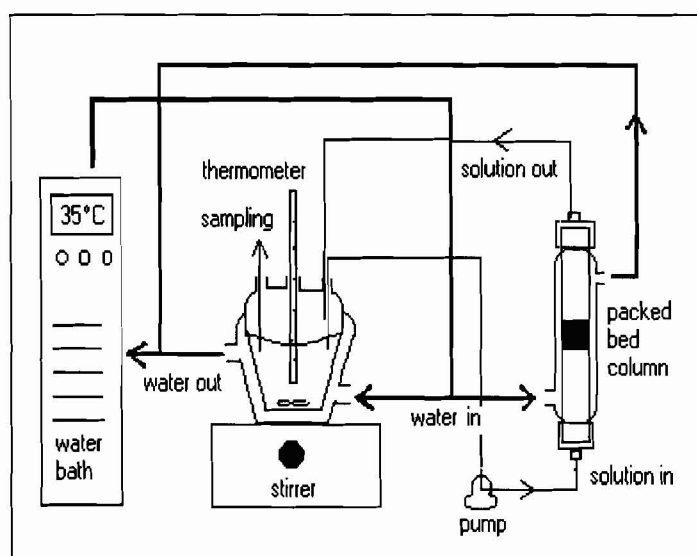 thermometer
solution out
sampling
35°C
packed
bed
column
water out
water in
water
bath
stirrer
solution in
pump